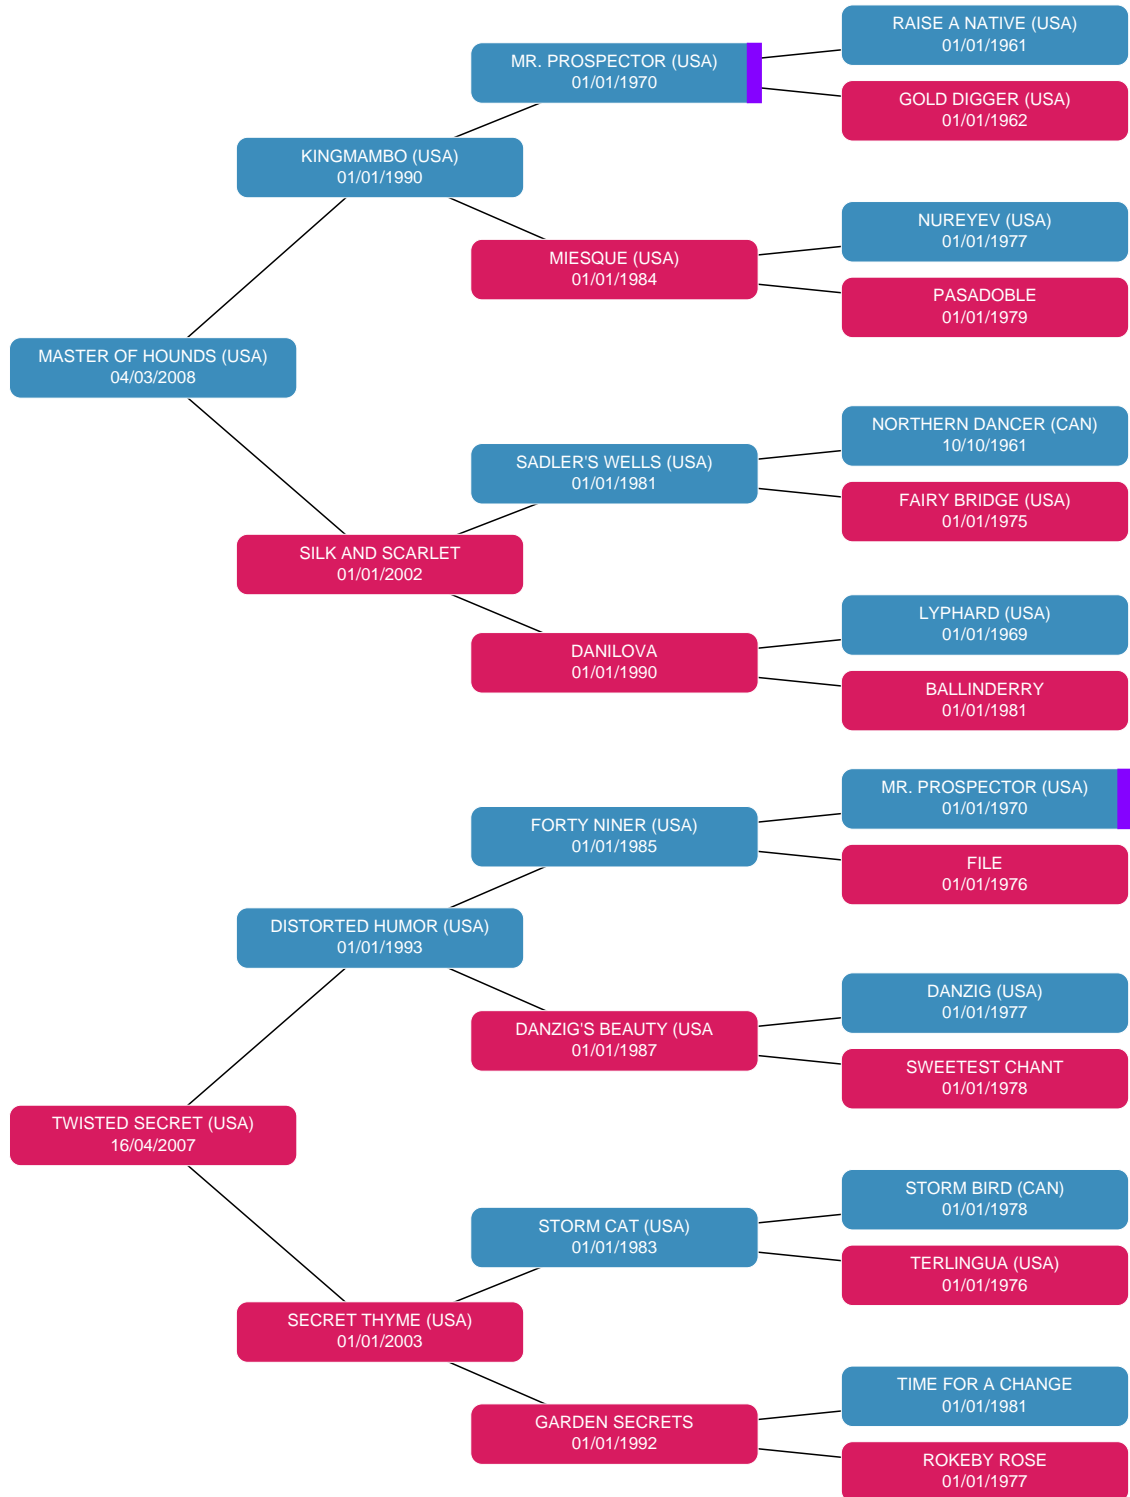 RAISE A NATIVE (USA)
01/01/1961
MR. PROSPECTOR (USA)
01/01/1970
GOLD DIGGER (USA)
01/01/1962
KINGMAMBO (USA)
01/01/1990
NUREYEV (USA)
01/01/1977
MIESQUE (USA)
01/01/1984
PASADOBLE
01/01/1979
MASTER OF HOUNDS (USA)
04/03/2008
NORTHERN DANCER (CAN)
10/10/1961
SADLER'S WELLS (USA)
01/01/1981
FAIRY BRIDGE (USA)
01/01/1975
SILK AND SCARLET
01/01/2002
LYPHARD (USA)
01/01/1969
DANILOVA
01/01/1990
BALLINDERRY
01/01/1981
MR. PROSPECTOR (USA)
01/01/1970
FORTY NINER (USA)
01/01/1985
FILE
01/01/1976
DISTORTED HUMOR (USA)
01/01/1993
DANZIG (USA)
01/01/1977
DANZIG'S BEAUTY (USA
01/01/1987
SWEETEST CHANT
01/01/1978
TWISTED SECRET (USA)
16/04/2007
STORM BIRD (CAN)
01/01/1978
STORM CAT (USA)
01/01/1983
TERLINGUA (USA)
01/01/1976
SECRET THYME (USA)
01/01/2003
TIME FOR A CHANGE
01/01/1981
GARDEN SECRETS
01/01/1992
ROKEBY ROSE
01/01/1977